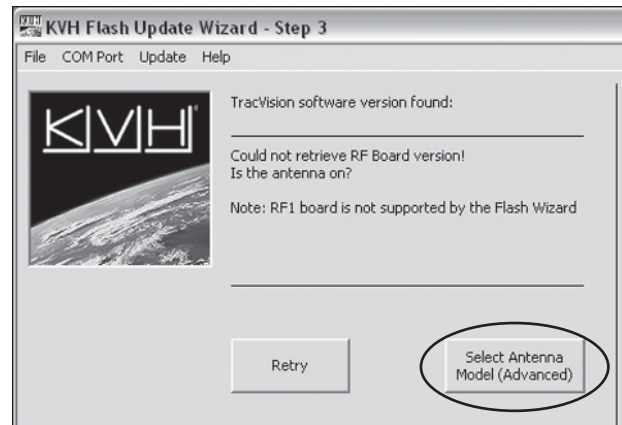 KVH Flash Update Wizard - Step 3
File COM Port Update Help
KVH
TracVision software version found:
Could not retrieve RF Board version!
Is the antenna on?
Note: RF1 board is not supported by the Flash Wizard
Retry
Select Antenna
Model (Advanced)